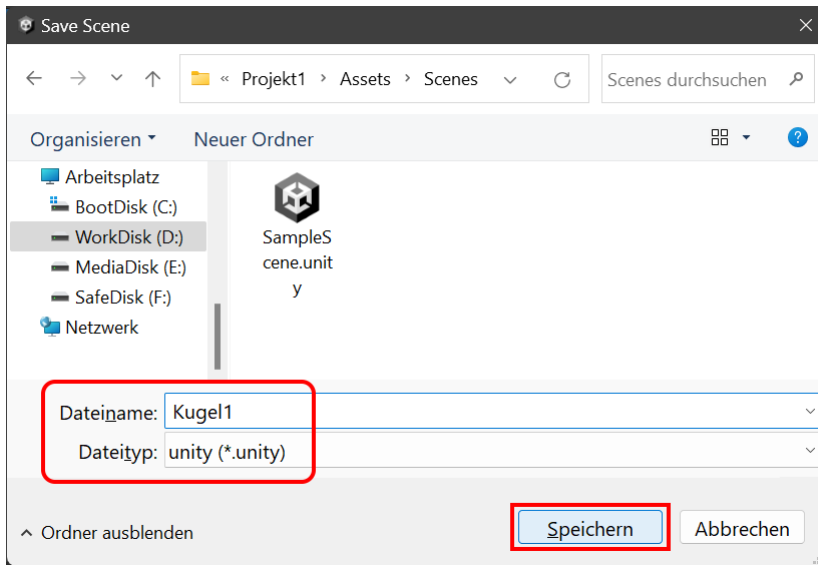 Save Scene
« Projekt1 › Assets › Scenes
Scenes durchsuchen
Organisieren
Neuer Ordner
?
Arbeitsplatz
BootDisk (C:)
WorkDisk (D:)
MediaDisk (E:)
SafeDisk (F:)
Netzwerk
SampleS
cene.unit
y
Dateiname: Kugel1
Dateityp: unity (*.unity)
Ordner ausblenden
Speichern
Abbrechen